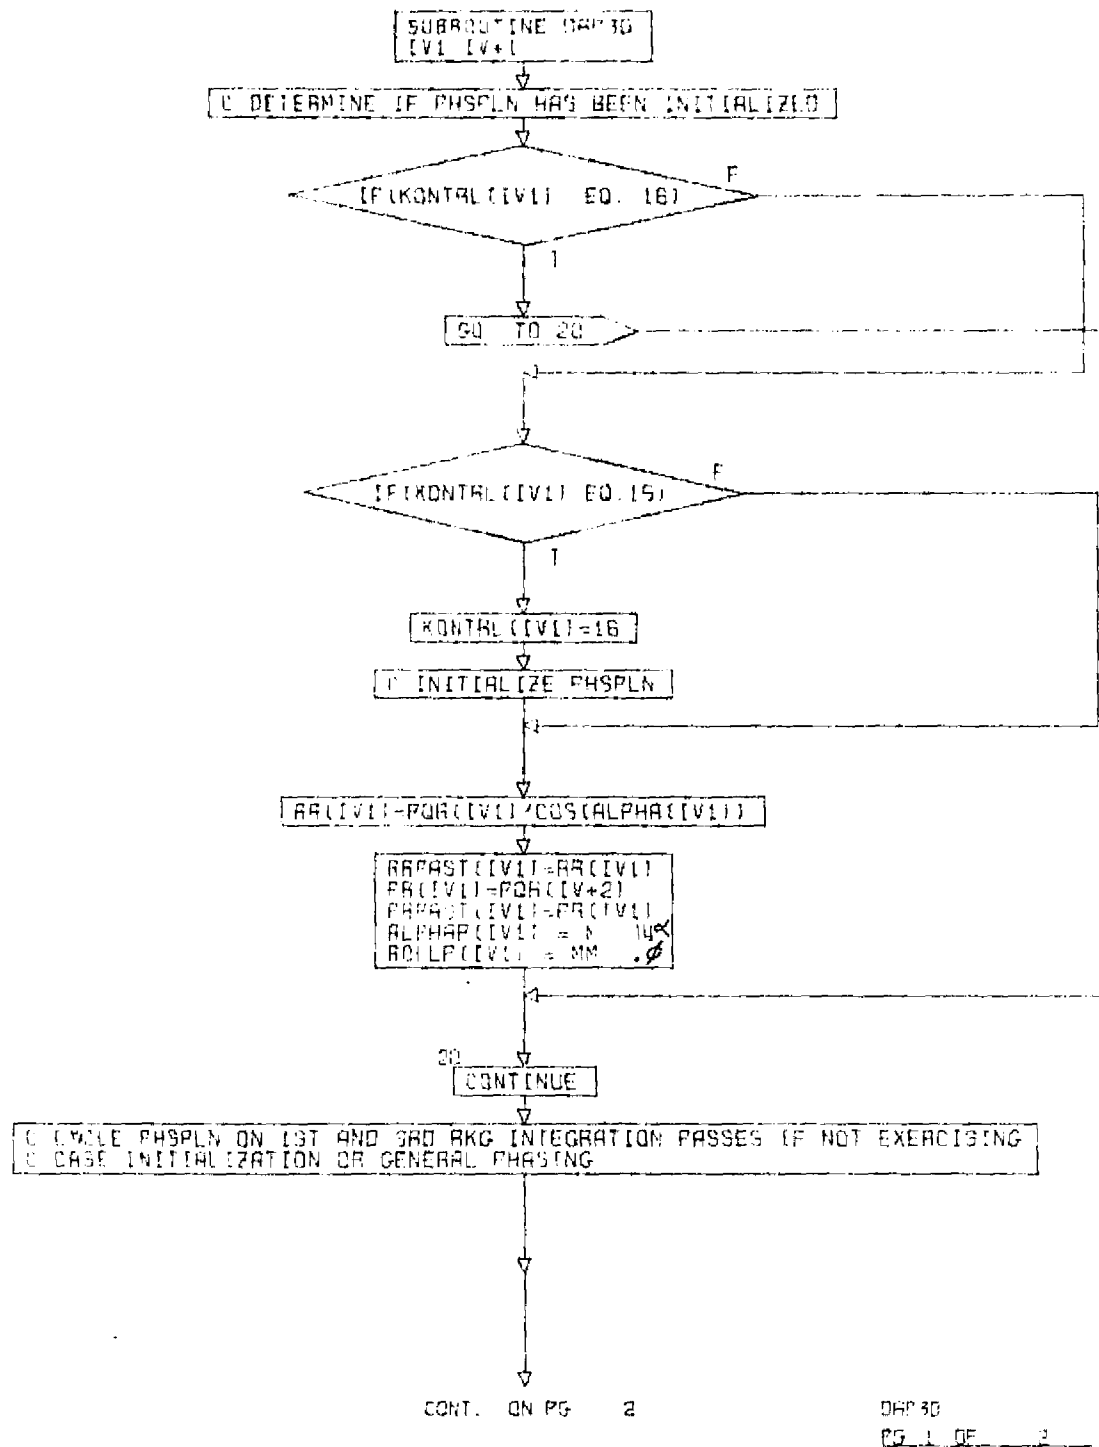 SUBROUTINE DAP3D
IV1 IV+1
C DETERMINE IF PHSPLN HAS BEEN INITIALIZED
F
IF(KONTRL(IV1) EQ. 16)
T
GO TO 20
F
IF(KONTRL(IV1) EQ.15)
T
KONTRL(IV1)=16
C INITIALIZE PHSPLN
RR(IV1)=PQR(IV1)/COS(ALPHA(IV1))
RRPAST(IV1)=RR(IV1)
PR(IV1)=PQR(IV+2)
PRPAST(IV1)=PR(IV1)
ALPHAP(IV1) =
ROLLP(IV1) = MM
20
CONTINUE
C CYCLE PHSPLN ON 1ST AND 3RD RKG INTEGRATION PASSES IF NOT EXERCISING
C CASE INITIALIZATION OR GENERAL PHASING
CONT. ON PG 2
DAP3D
PG 1 OF